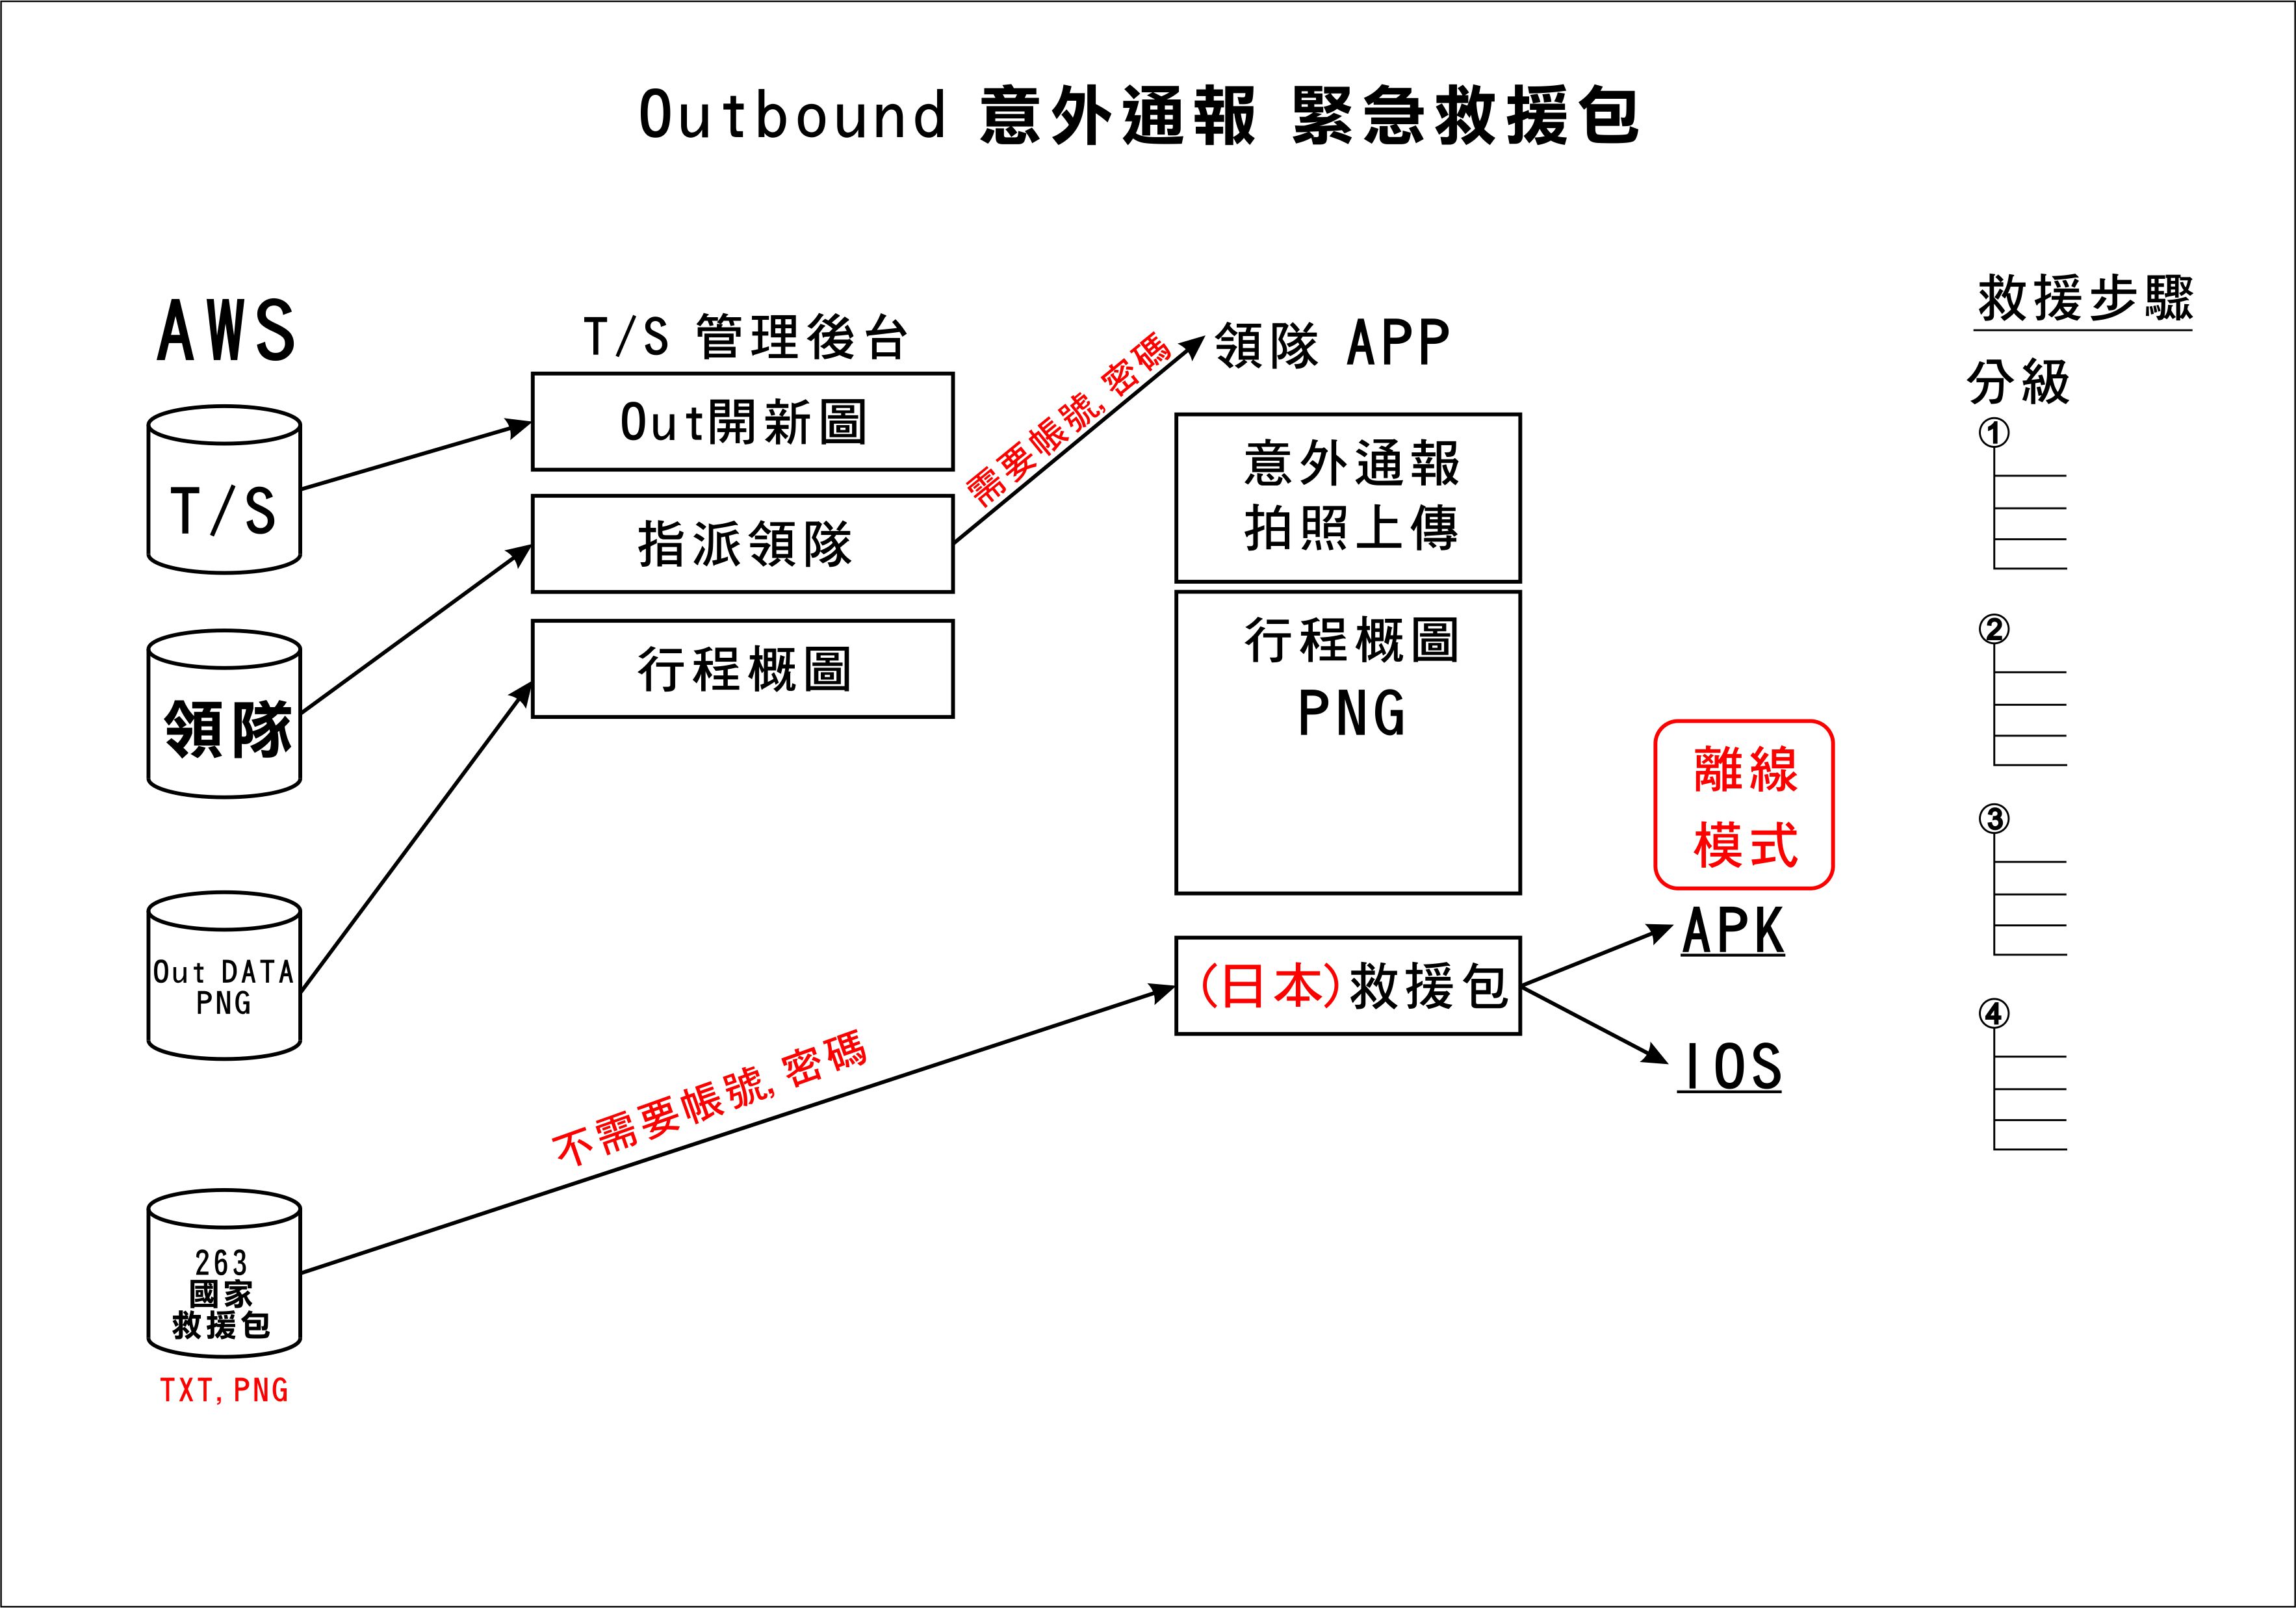 Outbound 意外通報 緊急救援包
AWS
T/S
領隊
Out DATA
PNG
263
國家
救援包
TXT,PNG
T/S 管理後台
Out開新圖
指派領隊
行程概圖
需要帳號,密碼
不需要帳號,密碼
領隊 APP
意外通報
拍照上傳
行程概圖
PNG
(日本)救援包
離線
模式
APK
IOS
救援步驟
分級
①
②
③
④